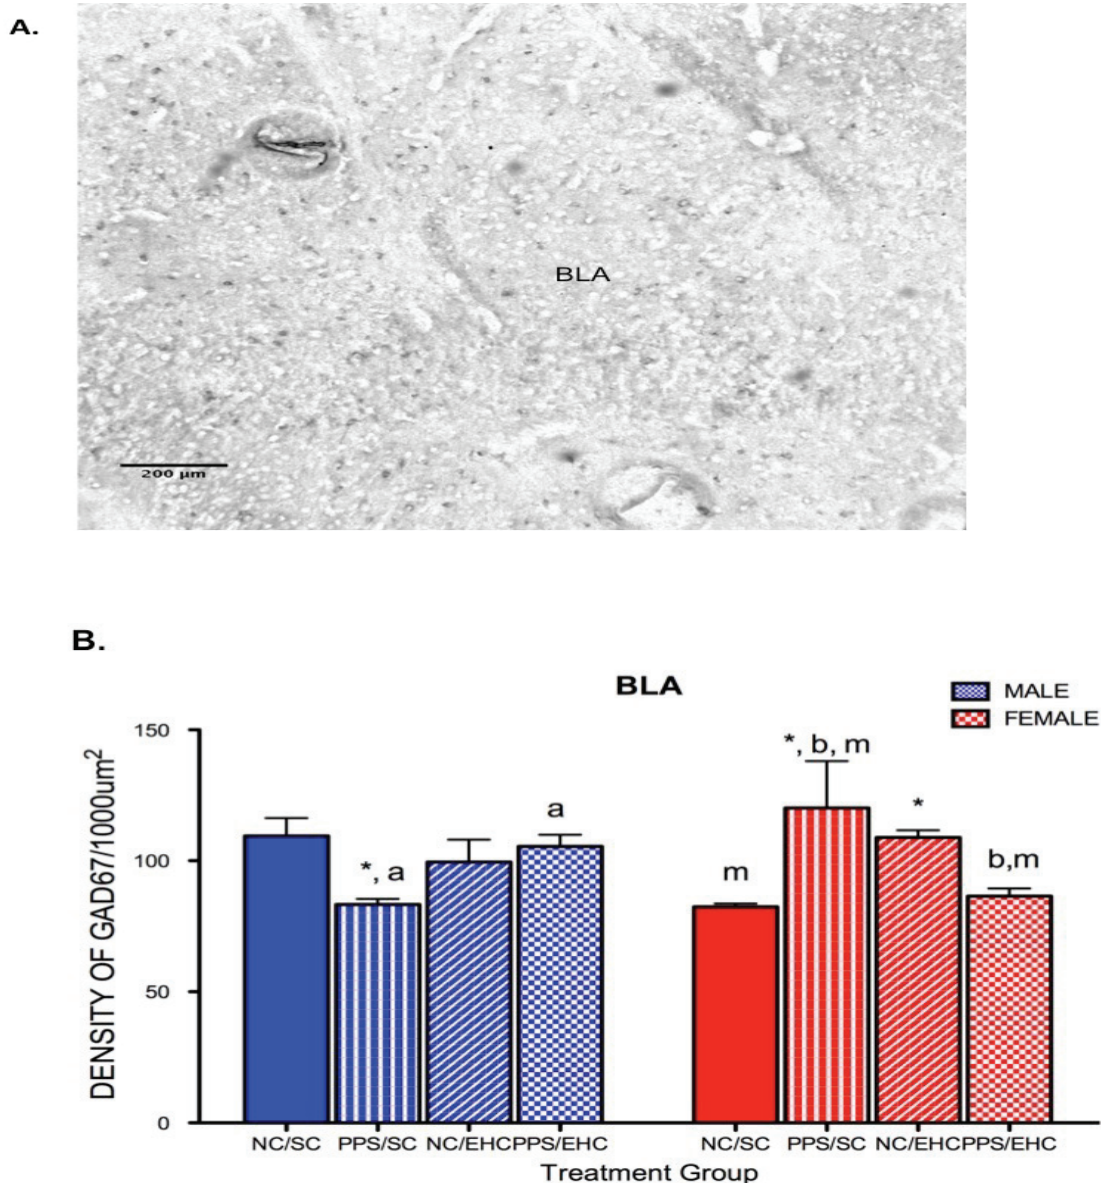 A.
BLA
200 µm
B.
BLA
MALE
FEMALE
DENSITY OF GAD67/1000um²
150
100
50
0
*, a
a
m
*, b, m
*
b,m
NC/SC PPS/SC NC/EHC PPS/EHC NC/SC PPS/SC NC/EHC PPS/EHC
Treatment Group